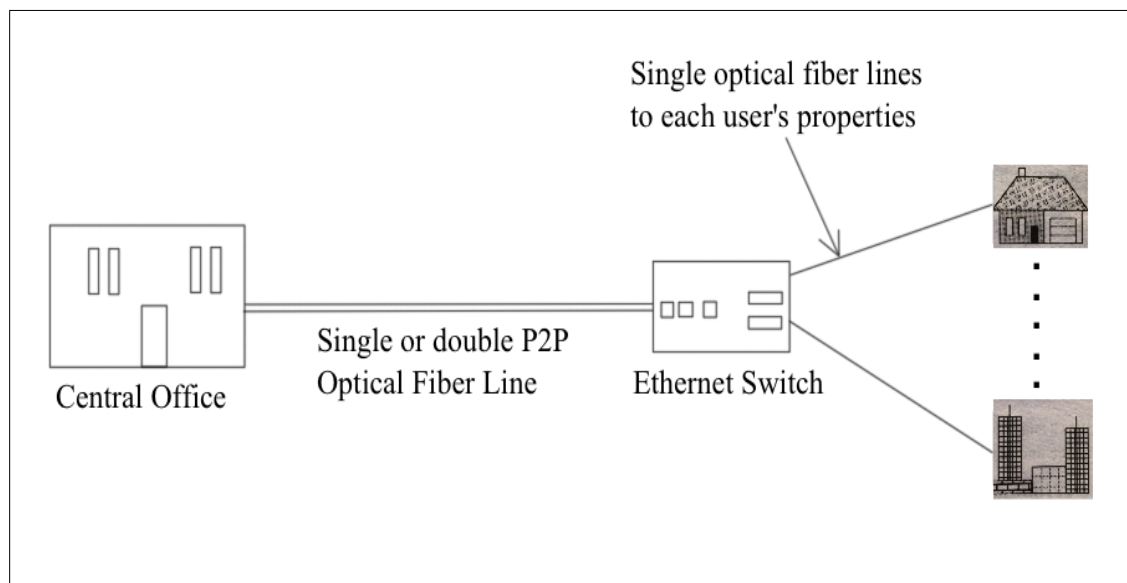 Single optical fiber lines
to each user's properties
Single or double P2P
Optical Fiber Line
Central Office
Ethernet Switch